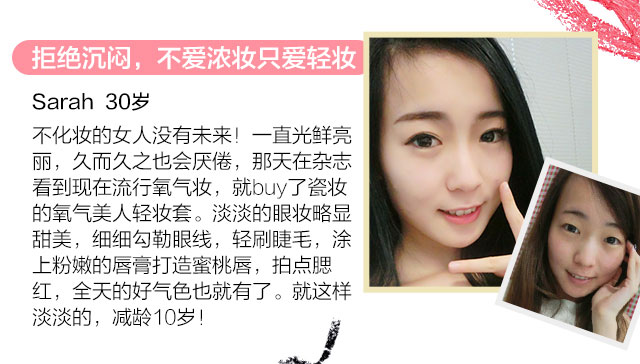 拒绝沉闷，不爱浓妆只爱轻妆
Sarah 30岁
不化妆的女人没有未来！一直光鲜亮
丽，久而久之也会厌倦，那天在杂志
看到现在流行氧气妆，就buy了瓷妆
的氧气美人轻妆套。淡淡的眼妆略显
甜美，细细勾勒眼线，轻刷睫毛，涂
上粉嫩的唇膏打造蜜桃唇，拍点腮
红，全天的好气色也就有了。就这样
淡淡的，减龄10岁！